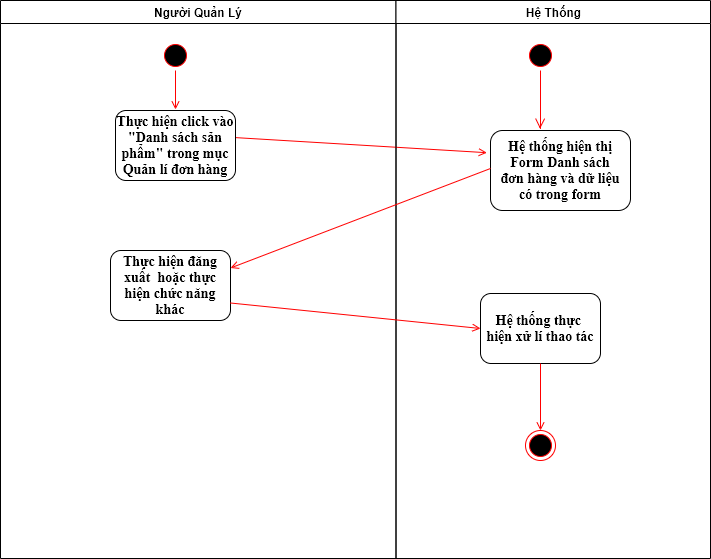 Người Quản Lý
Hệ Thống
Thực hiện click vào
"Danh sách sản
phẩm" trong mục
Quản lí đơn hàng
Hệ thống hiện thị
Form Danh sách
đơn hàng và dữ liệu
có trong form
Thực hiện đăng
xuất hoặc thực
hiện chức năng
khác
Hệ thống thực
hiện xử lí thao tác